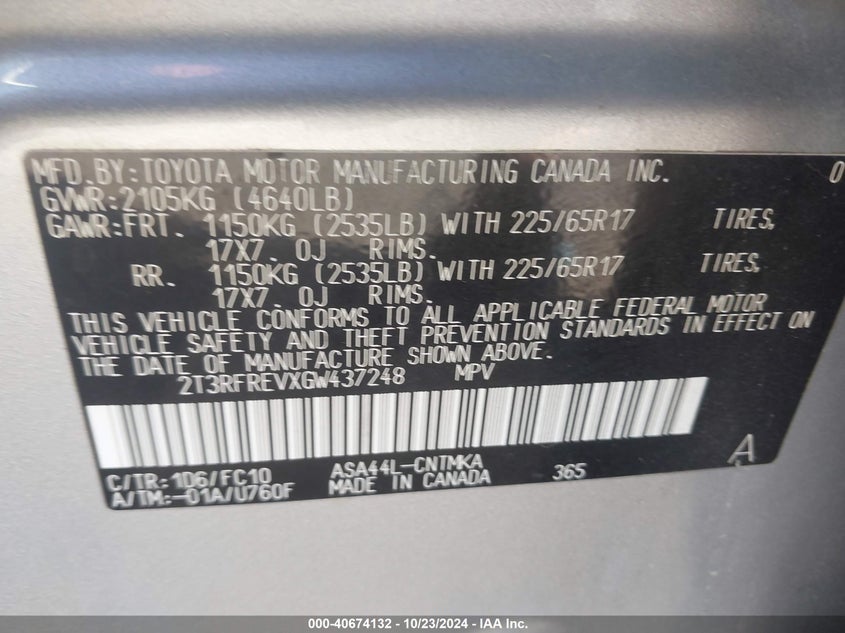 MFD. BY: TOYOTA MOTOR MANUFACTURING CANADA INC. 0
GVWR: 2105KG (4640LB)
GAWR: FRT. 1150KG (2535LB) WITH 225/65R17 TIRES,
17X7. 0J RIMS.
RR. 1150KG (2535LB) WITH 225/65R17 TIRES,
17X7. 0J RIMS.
THIS VEHICLE CONFORMS TO ALL APPLICABLE FEDERAL MOTOR
VEHICLE SAFETY AND THEFT PREVENTION STANDARDS IN EFFECT ON
THE DATE OF MANUFACTURE SHOWN ABOVE.
2T3RFREVXGW437248 MPV
C/TR: 1D6/FC10 ASA44L-CNTMKA 365 A
A/TM: -01A/U760F MADE IN CANADA
000-40674132 - 10/23/2024 - IAA Inc.